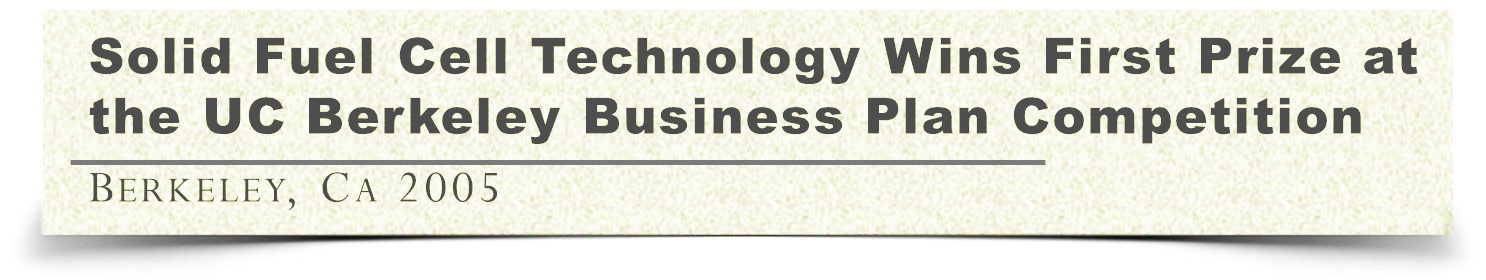 Solid Fuel Cell Technology Wins First Prize at
the UC Berkeley Business Plan Competition
Berkeley, Ca 2005